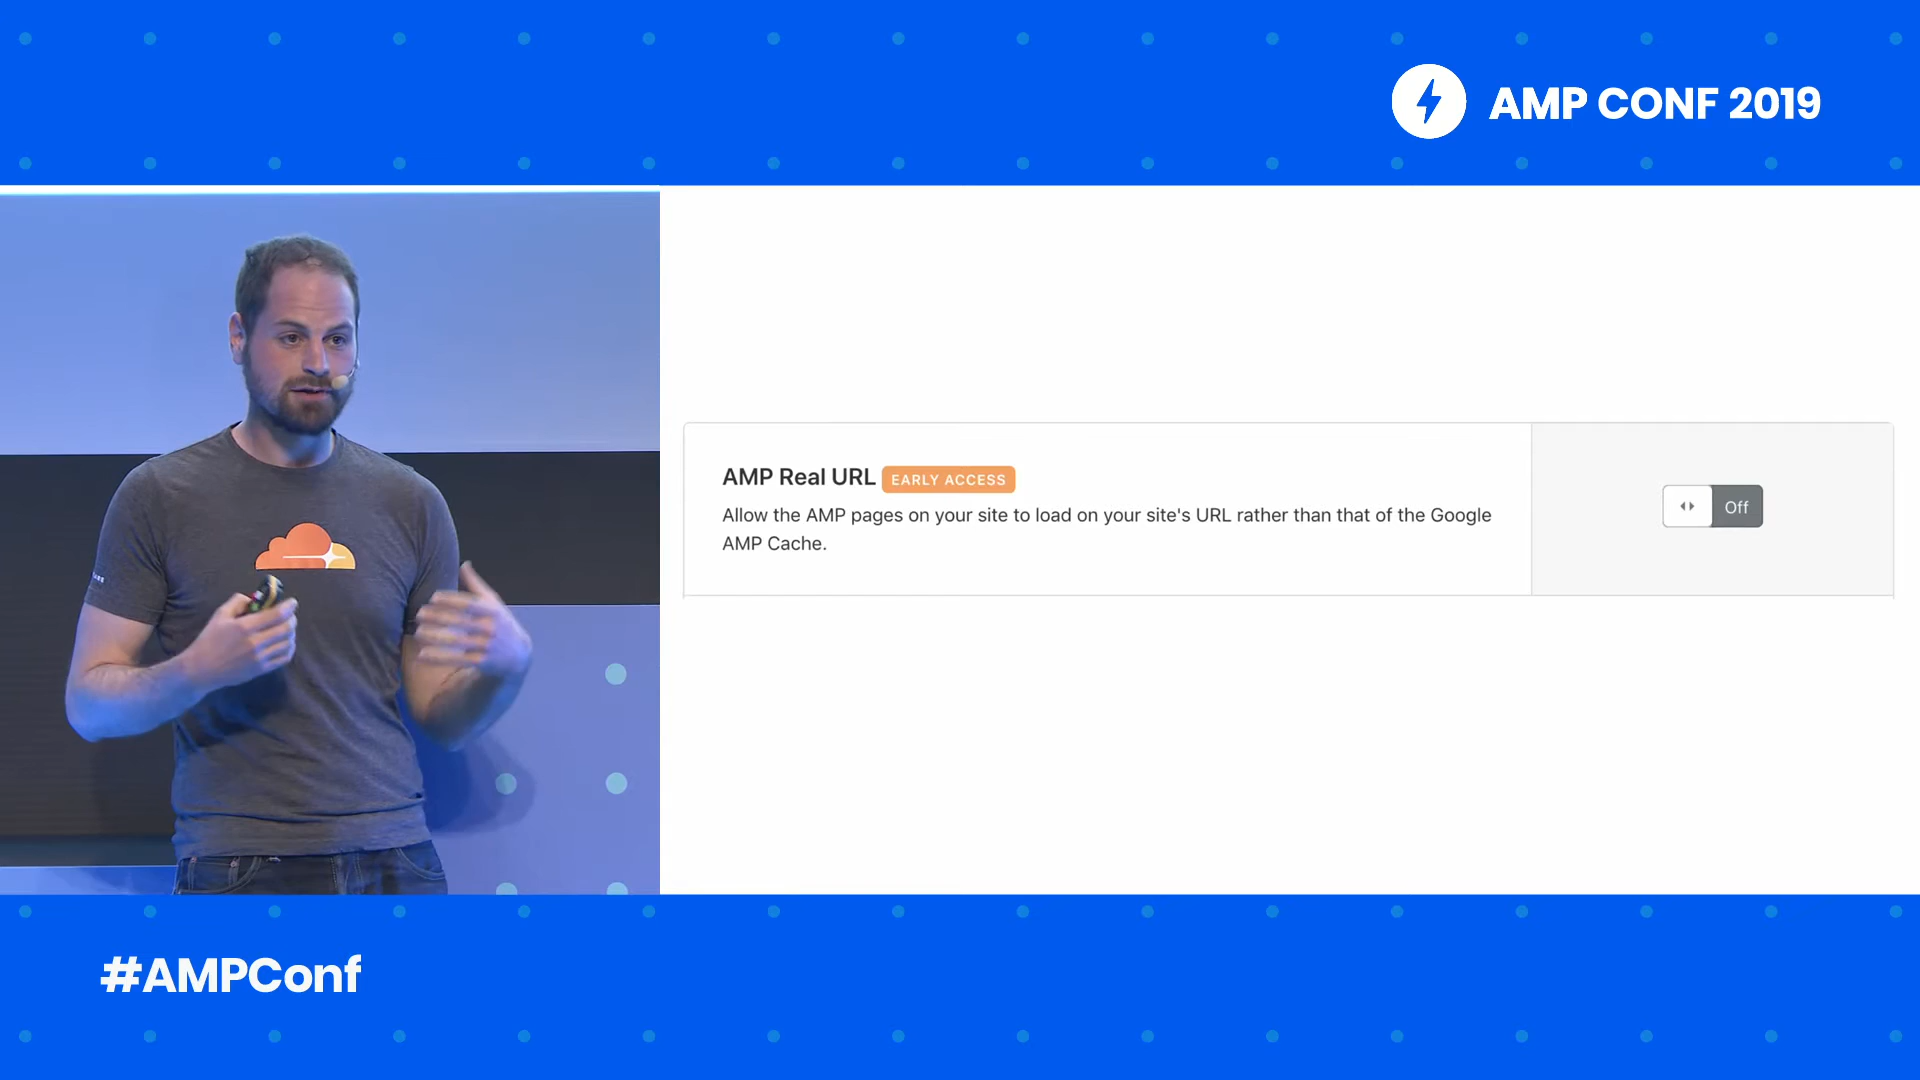 AMP CONF 2019
AMP Real URL EARLY ACCESS
Allow the AMP pages on your site to load on your site's URL rather than that of the Google
AMP Cache.
Off
#AMPConf